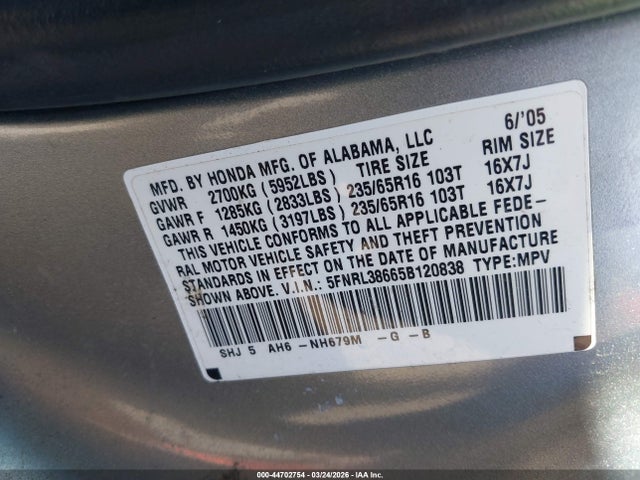 MFD. BY HONDA MFG. OF ALABAMA, LLC 6/'05
GVWR 2700KG (5952LBS) TIRE SIZE RIM SIZE
GAWR F 1285KG (2833LBS) 235/65R16 103T 16X7J
GAWR R 1450KG (3197LBS) 235/65R16 103T 16X7J
THIS VEHICLE CONFORMS TO ALL APPLICABLE FEDE-
RAL MOTOR VEHICLE SAFETY AND THEFT PREVENTION
STANDARDS IN EFFECT ON THE DATE OF MANUFACTURE
SHOWN ABOVE. V.I.N.: 5FNRL38665B120838 TYPE:MPV
SHJ 5 AH6 -NH679M -G -B
000-44702754 | 03/24/2026 | IAA Inc.